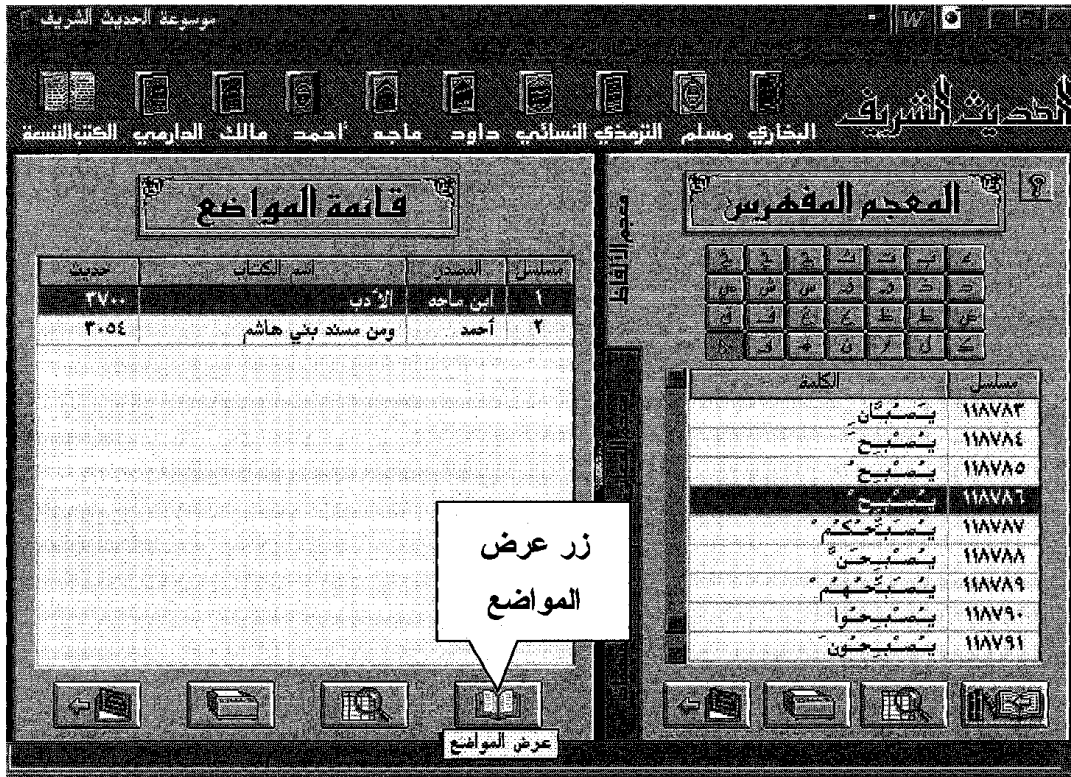 موسوعة الحديث الشريف
W
الحديث الشريف
البخاري مسلم الترمذي النسائي داود ماجه أحمد مالك الدارمي الكتب التسعة
المعجم المفهرس
معجم الألفاظ
مسلسل الكلمة
١١٨٧٨٣ يَصُبَّانِ
١١٨٧٨٤ يُصْبِحَ
١١٨٧٨٥ يُصْبِحُ
١١٨٧٨٦ يُصْبِحْ
١١٨٧٨٧ يُصَبِّحُكُمْ
١١٨٧٨٨ يُصْبِحَنَّ
١١٨٧٨٩ يُصَبِّحُهُمْ
١١٨٧٩٠ يُصْبِحُوا
١١٨٧٩١ يُصْبِحُونَ
قائمة المواضع
مسلسل المصدر اسم الكتاب حديث
١ ابن ماجه الأدب ٣٧٠٠
٢ أحمد ومن مسند بني هاشم ٣٠٥٤
زر عرض
المواضع
عرض المواضع